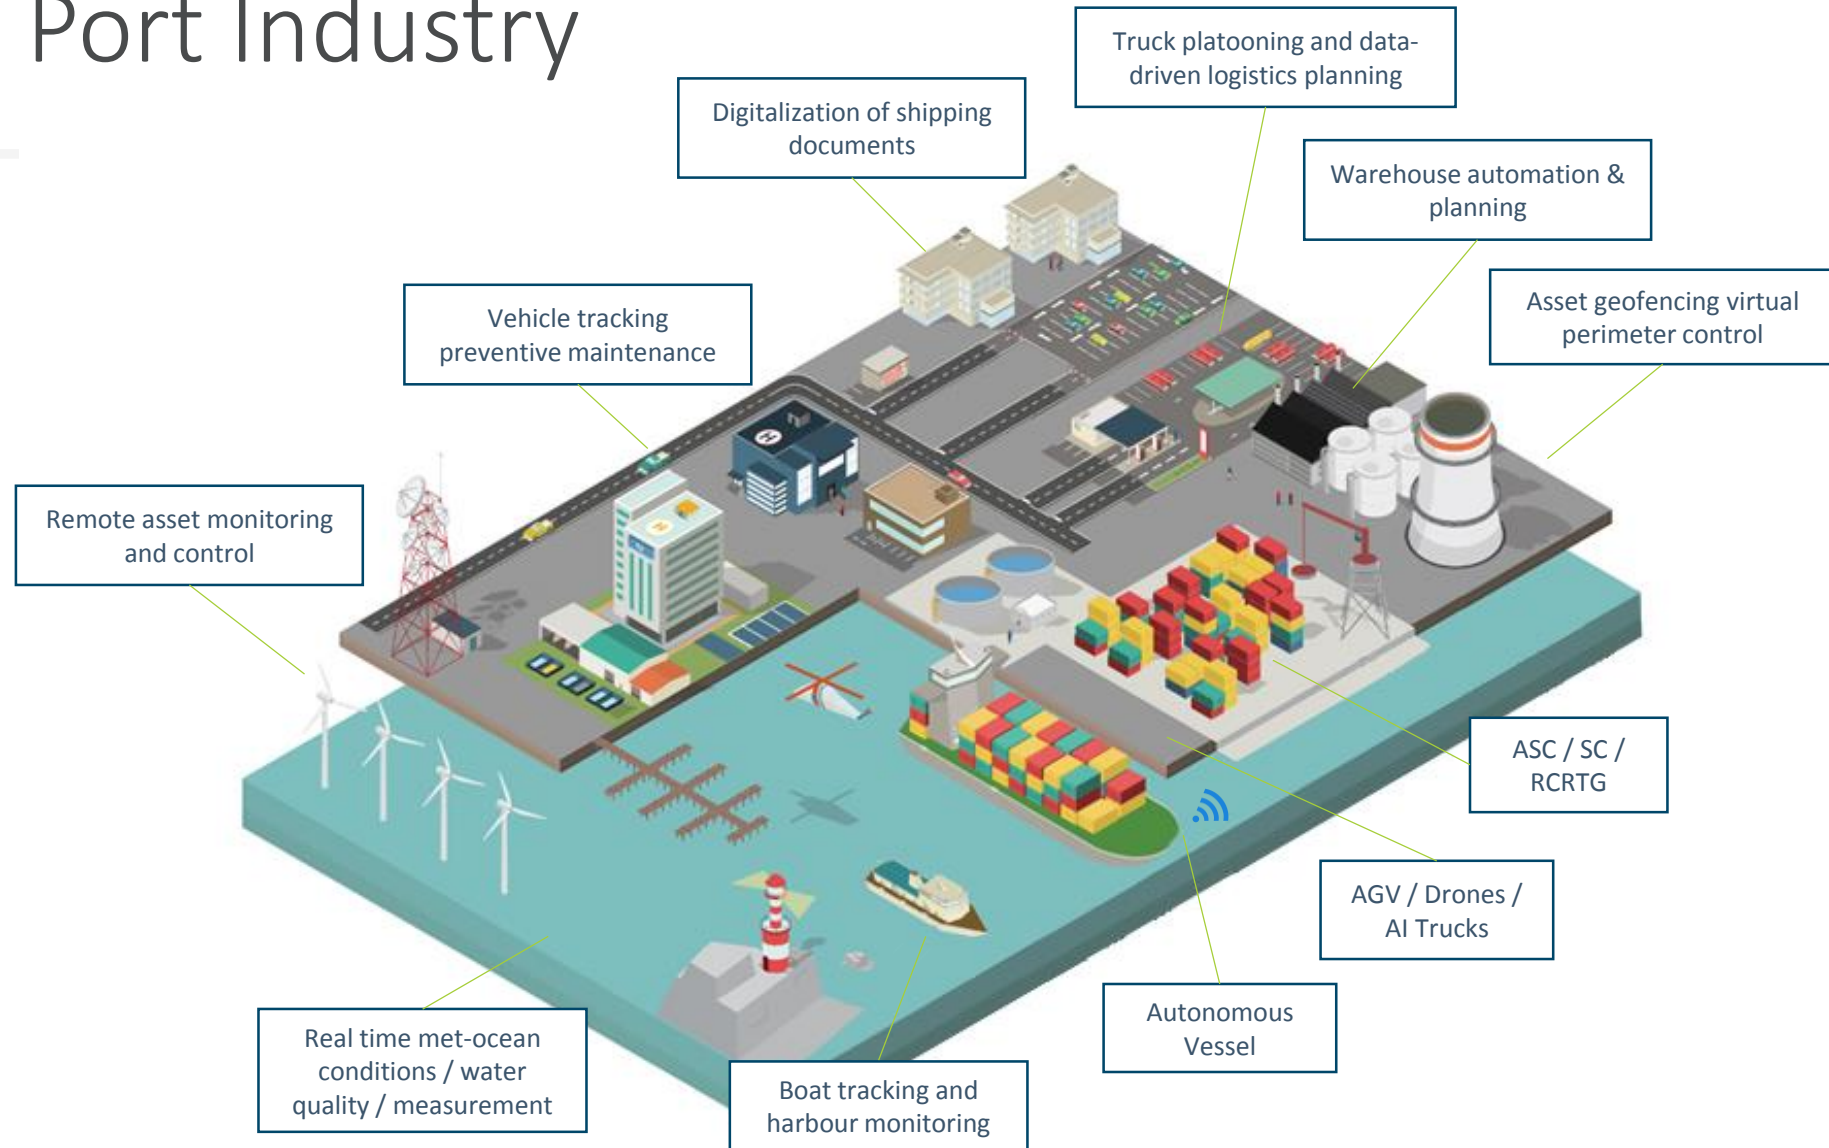 Port Industry
Truck platooning and data-
driven logistics planning
Digitalization of shipping
documents
Warehouse automation &
planning
Asset geofencing virtual
perimeter control
Vehicle tracking
preventive maintenance
Remote asset monitoring
and control
ASC / SC /
RCRTG
AGV / Drones /
AI Trucks
Autonomous
Vessel
Real time met-ocean
conditions / water
quality / measurement
Boat tracking and
harbour monitoring
H
H